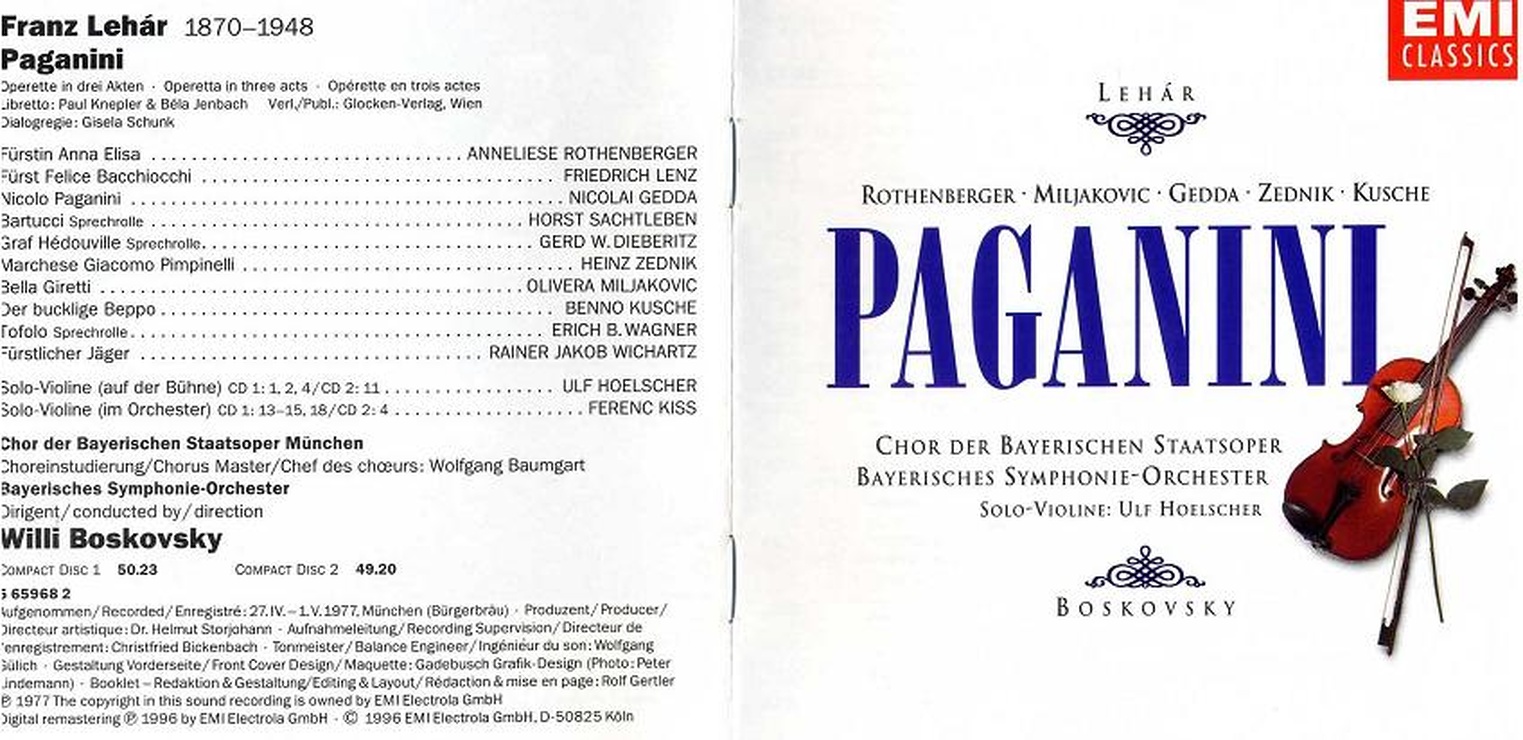 Franz Lehár 1870–1948
Paganini
Operette in drei Akten · Operetta in three acts · Opérette en trois actes
Libretto: Paul Knepler & Béla Jenbach Verl./Publ.: Glocken-Verlag, Wien
Dialogregie: Gisela Schunk
Fürstin Anna Elisa ANNELIESE ROTHENBERGER
Fürst Felice Bacchiocchi FRIEDRICH LENZ
Nicolo Paganini NICOLAI GEDDA
Bartucci Sprechrolle HORST SACHTLEBEN
Graf Hédouville Sprechrolle GERD W. DIEBERITZ
Marchese Giacomo Pimpinelli HEINZ ZEDNIK
Bella Giretti OLIVERA MILJAKOVIC
Der bucklige Beppo BENNO KUSCHE
Tofolo Sprechrolle ERICH B. WAGNER
Fürstlicher Jäger RAINER JAKOB WICHARTZ
Solo-Violine (auf der Bühne) CD 1: 1, 2, 4/CD 2: 11 ULF HOELSCHER
Solo-Violine (im Orchester) CD 1: 13–15, 18/CD 2: 4 FERENC KISS
Chor der Bayerischen Staatsoper München
Choreinstudierung/Chorus Master/Chef des chœurs: Wolfgang Baumgart
Bayerisches Symphonie-Orchester
Dirigent/conducted by/direction
Willi Boskovsky
COMPACT DISC 1 50.23 COMPACT DISC 2 49.20
5 65968 2
Aufgenommen/Recorded/Enregistré: 27. IV. – 1. V. 1977, München (Bürgerbräu) · Produzent/Producer/
Directeur artistique: Dr. Helmut Storjohann · Aufnahmeleitung/Recording Supervision/Directeur de
l'enregistrement: Christfried Bickenbach · Tonmeister/Balance Engineer/Ingénieur du son: Wolfgang
Gülich · Gestaltung Vorderseite/Front Cover Design/Maquette: Gadebusch Grafik-Design (Photo: Peter
Lindemann) · Booklet – Redaktion & Gestaltung/Editing & Layout/Rédaction & mise en page: Rolf Gertler
℗ 1977 The copyright in this sound recording is owned by EMI Electrola GmbH
Digital remastering ℗ 1996 by EMI Electrola GmbH · © 1996 EMI Electrola GmbH, D-50825 Köln
EMI
CLASSICS
LEHÁR
ROTHENBERGER · MILJAKOVIC · GEDDA · ZEDNIK · KUSCHE
PAGANINI
CHOR DER BAYERISCHEN STAATSOPER
BAYERISCHES SYMPHONIE-ORCHESTER
SOLO-VIOLINE: ULF HOELSCHER
BOSKOVSKY